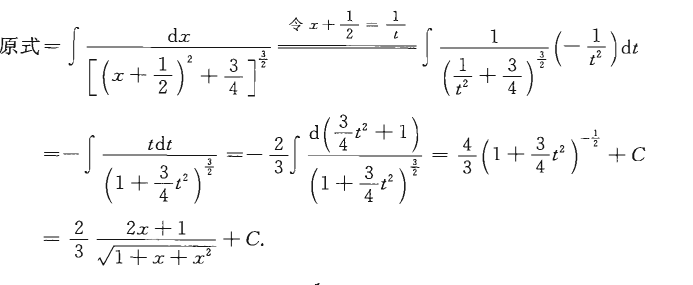 原式 = ∫ dx / [(x + 1/2)² + 3/4]^(3/2) =(令 x + 1/2 = 1/t)= ∫ 1 / (1/t² + 3/4)^(3/2) (−1/t²) dt
= −∫ tdt / (1 + 3/4 t²)^(3/2) = −2/3 ∫ d(3/4 t² + 1) / (1 + 3/4 t²)^(3/2) = 4/3 (1 + 3/4 t²)^(−1/2) + C
= 2/3 (2x + 1)/√(1 + x + x²) + C.